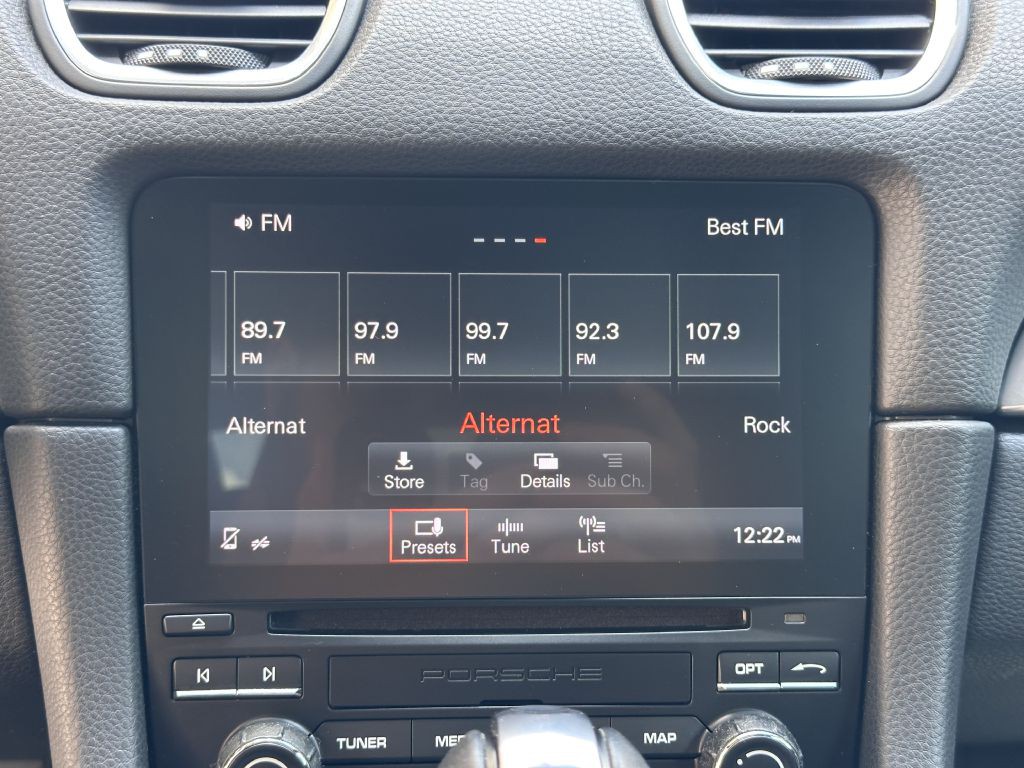 FM
Best FM
89.7
FM
97.9
FM
99.7
FM
92.3
FM
107.9
FM
Alternat
Alternat
Rock
Store
Tag
Details
Sub Ch.
Presets
Tune
List
12:22 PM
PORSCHE
OPT
TUNER
MAP